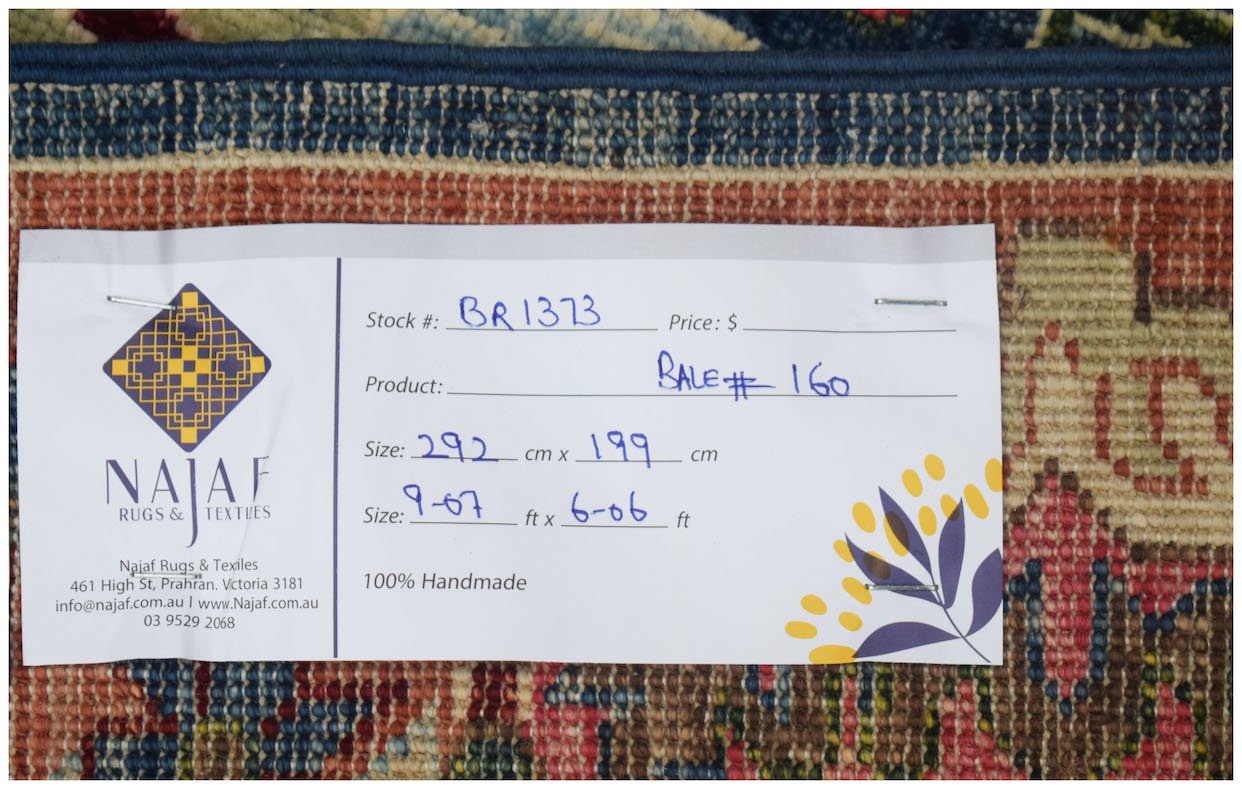 NAJAF
RUGS & TEXTILES
Najaf Rugs & Textiles
461 High St, Prahran. Victoria 3181
info@najaf.com.au | www.Najaf.com.au
03 9529 2068
Stock #: BR1373 Price: $
Product: BALE # 160
Size: 292 cm x 199 cm
Size: 9-07 ft x 6-06 ft
100% Handmade